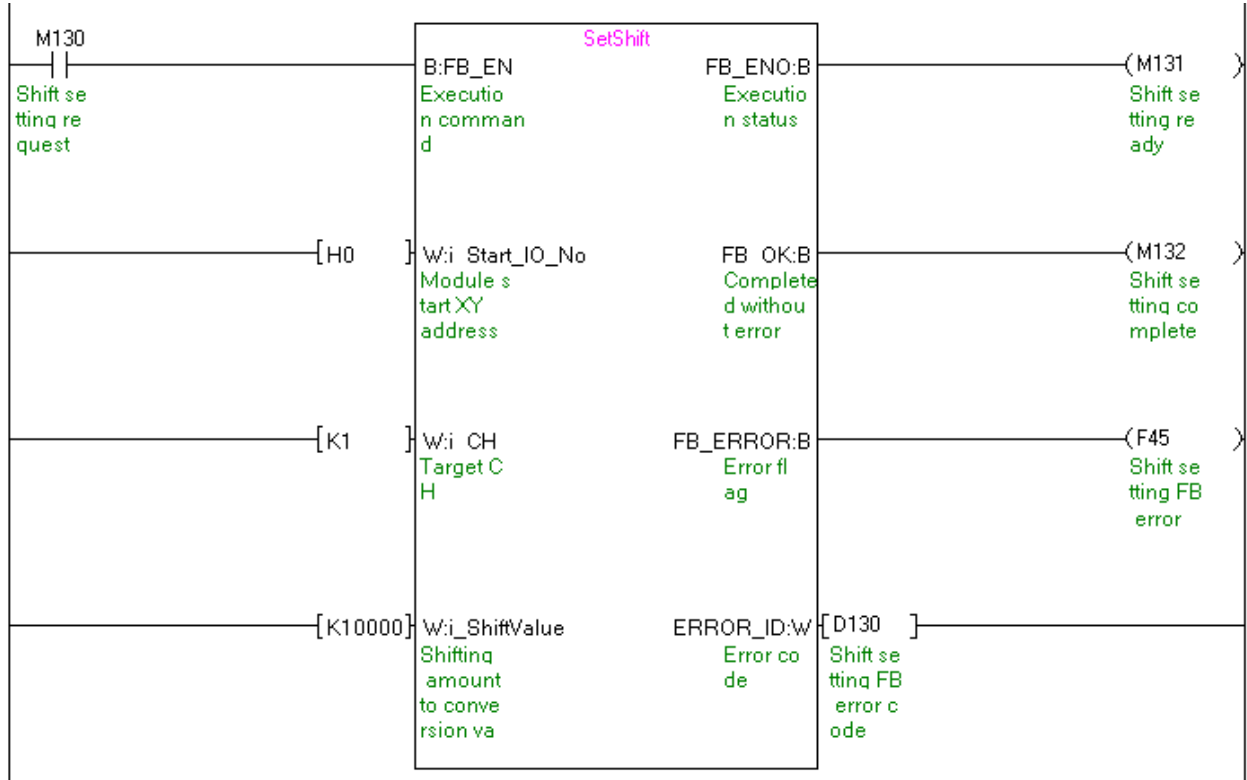 M130
Shift se
tting re
quest
SetShift
B:FB_EN
Executio
n comman
d
FB_ENO:B
Executio
n status
(M131 )
Shift se
tting re
ady
[H0 ]
W:i_Start_IO_No
Module s
tart XY
address
FB_OK:B
Complete
d withou
t error
(M132 )
Shift se
tting co
mplete
[K1 ]
W:i_CH
Target C
H
FB_ERROR:B
Error fl
ag
(F45 )
Shift se
tting FB
error
[K10000]
W:i_ShiftValue
Shifting
amount
to conve
rsion va
ERROR_ID:W
Error co
de
[D130 ]
Shift se
tting FB
error c
ode